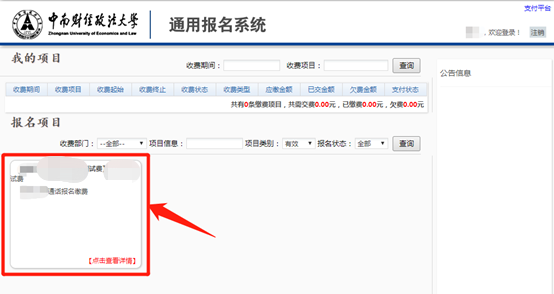 支付平台
中南财经政法大学
Zhongnan University of Economics and Law
通用报名系统
，欢迎登录！ 注销
我的项目
收费期间： 收费项目： 查询
公告信息
收费期间 收费项目 收费起始 收费终止 收费状态 收费类型 应缴金额 已交金额 欠费金额 支付状态
共有0条缴费项目，共需交费0.00元，已缴费0.00元，欠费0.00元
报名项目
收费部门： --全部-- 项目信息： 项目类别： 有效 报名状态： 全部 查询
试费】
试费
通话报名缴费
【点击查看详情】